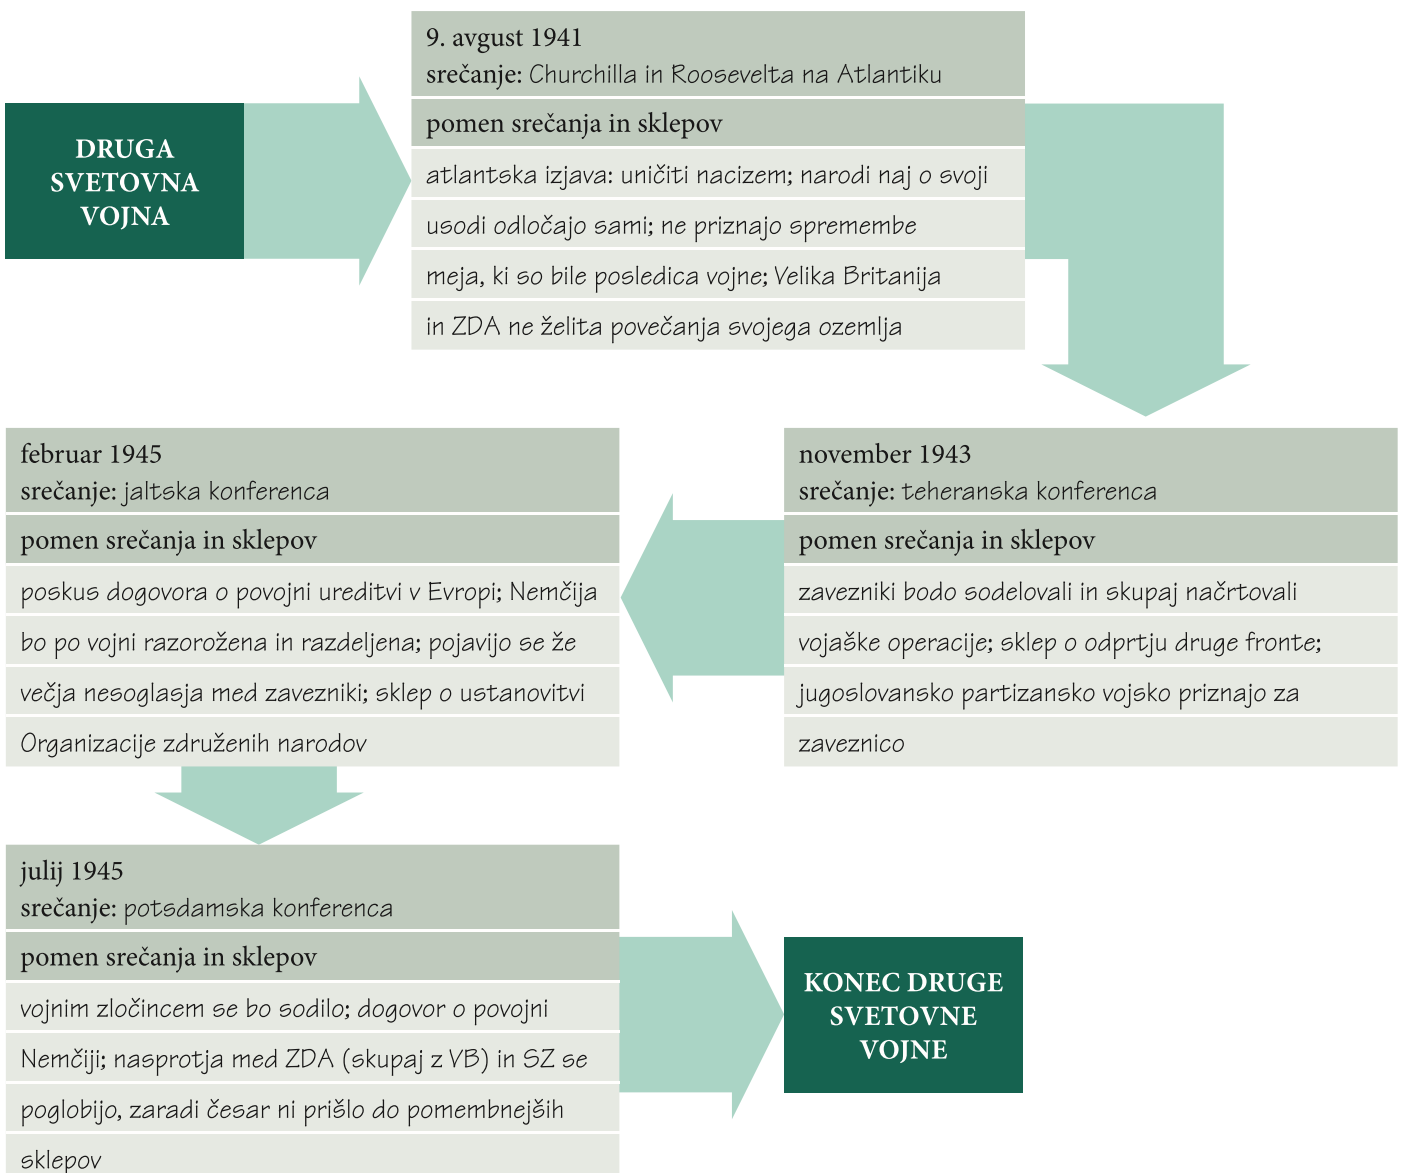 DRUGA
SVETOVNA
VOJNA
9. avgust 1941
srečanje: Churchilla in Roosevelta na Atlantiku
pomen srečanja in sklepov
atlantska izjava: uničiti nacizem; narodi naj o svoji
usodi odločajo sami; ne priznajo spremembe
meja, ki so bile posledica vojne; Velika Britanija
in ZDA ne želita povečanja svojega ozemlja
november 1943
srečanje: teheranska konferenca
pomen srečanja in sklepov
zavezniki bodo sodelovali in skupaj načrtovali
vojaške operacije; sklep o odprtju druge fronte;
jugoslovansko partizansko vojsko priznajo za
zaveznico
februar 1945
srečanje: jaltska konferenca
pomen srečanja in sklepov
poskus dogovora o povojni ureditvi v Evropi; Nemčija
bo po vojni razorožena in razdeljena; pojavijo se že
večja nesoglasja med zavezniki; sklep o ustanovitvi
Organizacije združenih narodov
julij 1945
srečanje: potsdamska konferenca
pomen srečanja in sklepov
vojnim zločincem se bo sodilo; dogovor o povojni
Nemčiji; nasprotja med ZDA (skupaj z VB) in SZ se
poglobijo, zaradi česar ni prišlo do pomembnejših
sklepov
KONEC DRUGE
SVETOVNE
VOJNE